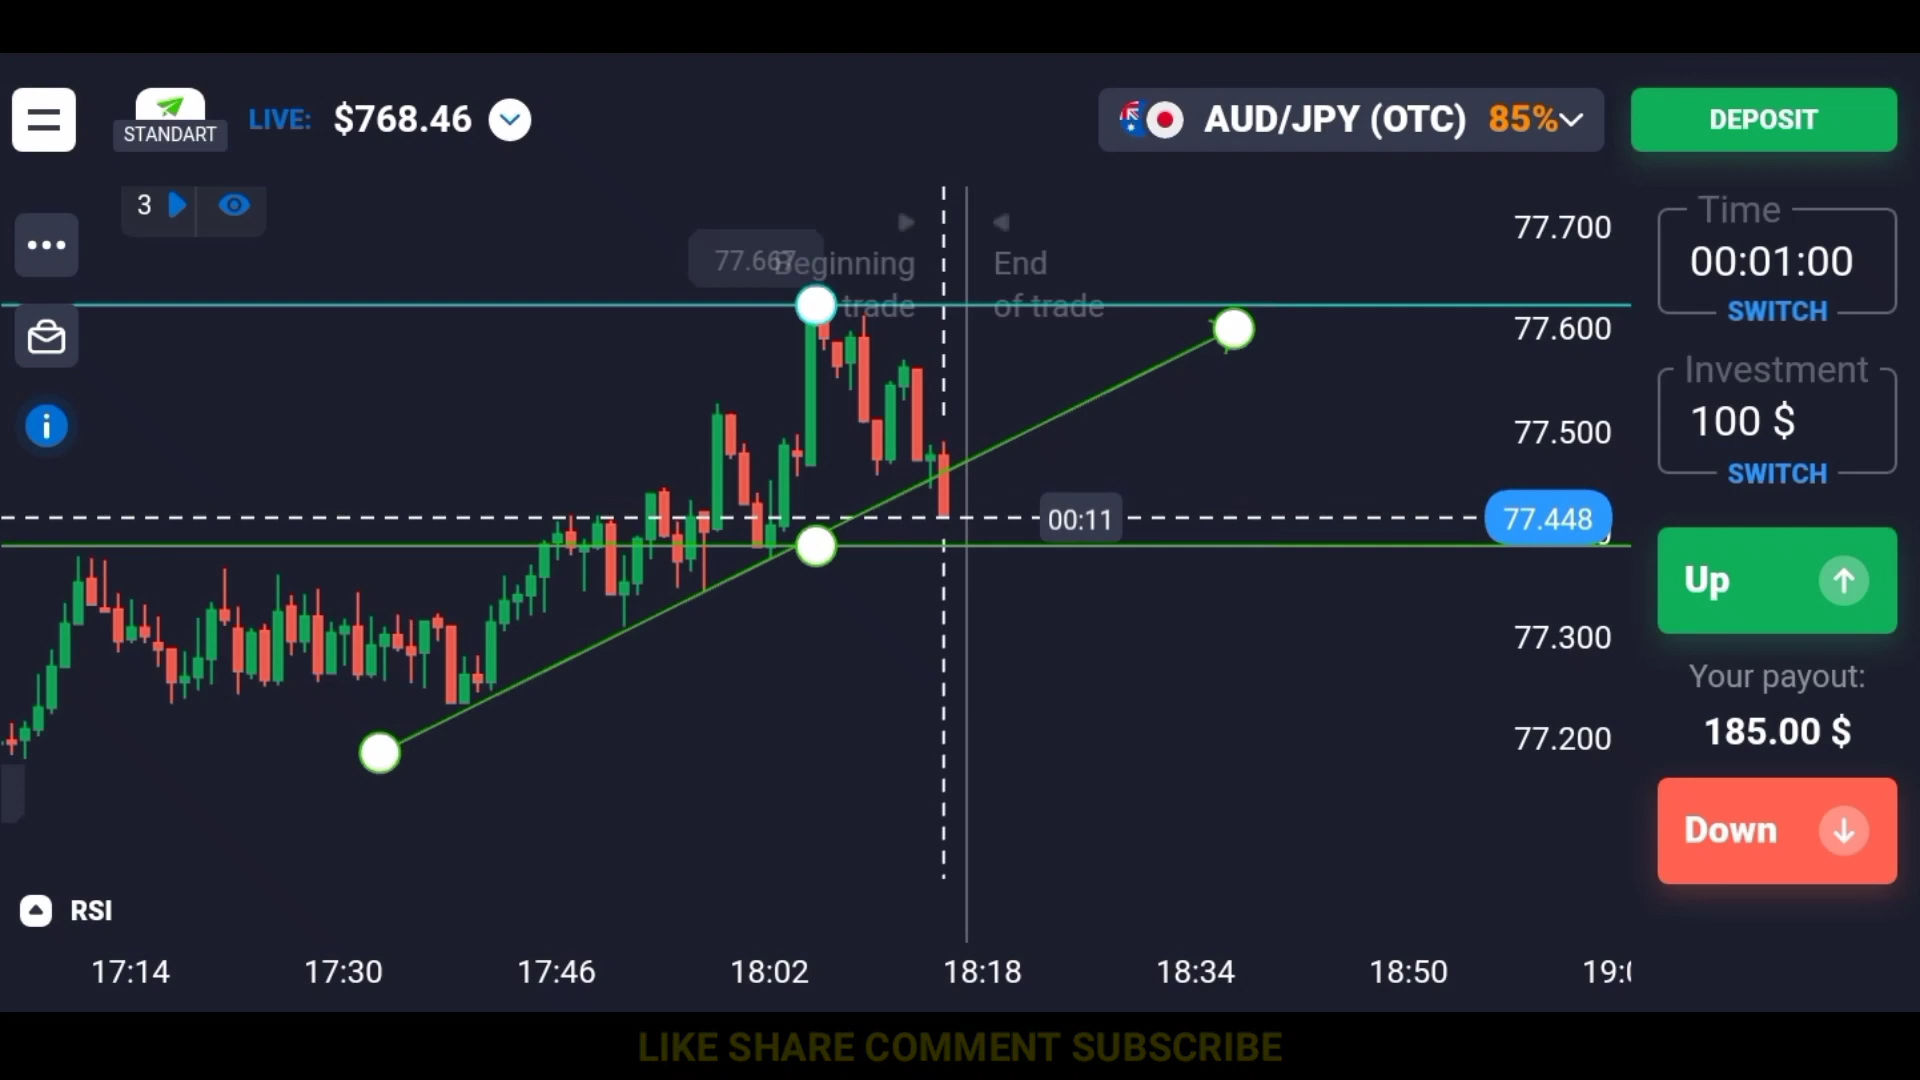 STANDART
LIVE: $768.46
AUD/JPY (OTC) 85%
DEPOSIT
3
77.667
Beginning
trade
End
of trade
77.700
77.600
77.500
00:11
77.448
77.300
77.200
Time
00:01:00
SWITCH
Investment
100 $
SWITCH
Up
Your payout:
185.00 $
Down
RSI
17:14 17:30 17:46 18:02 18:18 18:34 18:50
LIKE SHARE COMMENT SUBSCRIBE